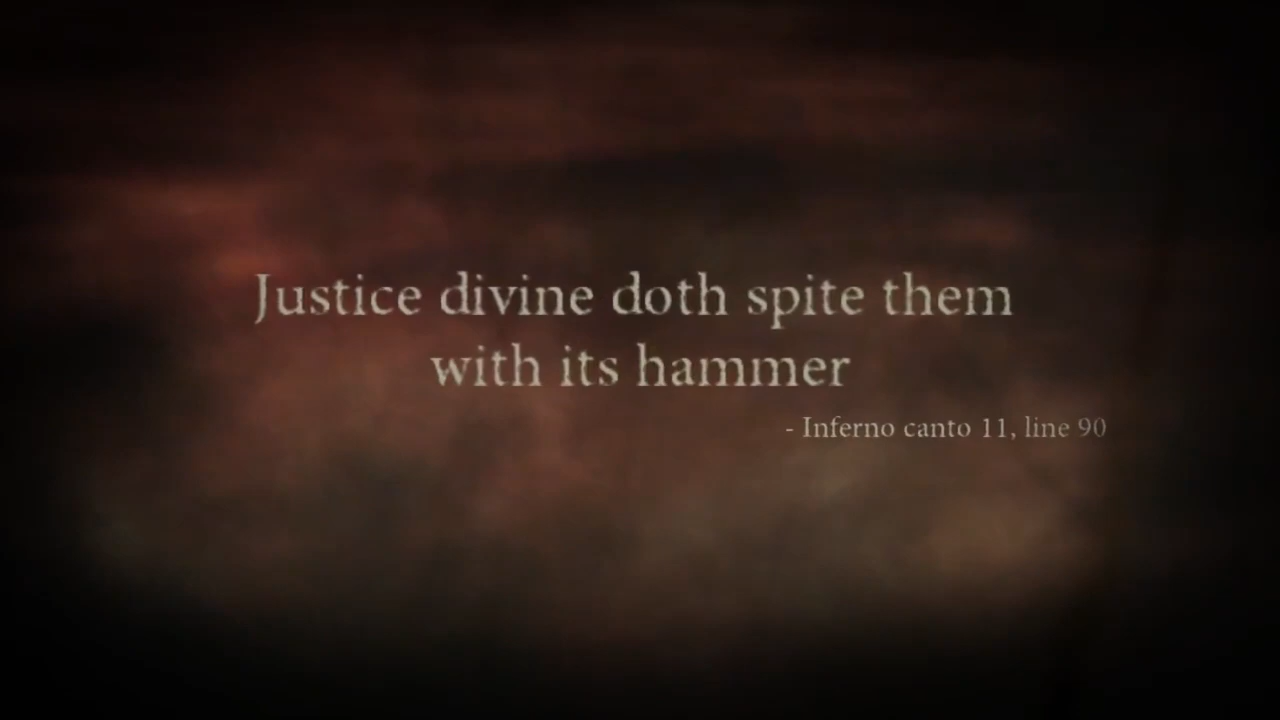 Justice divine doth spite them
with its hammer
- Inferno canto 11, line 90